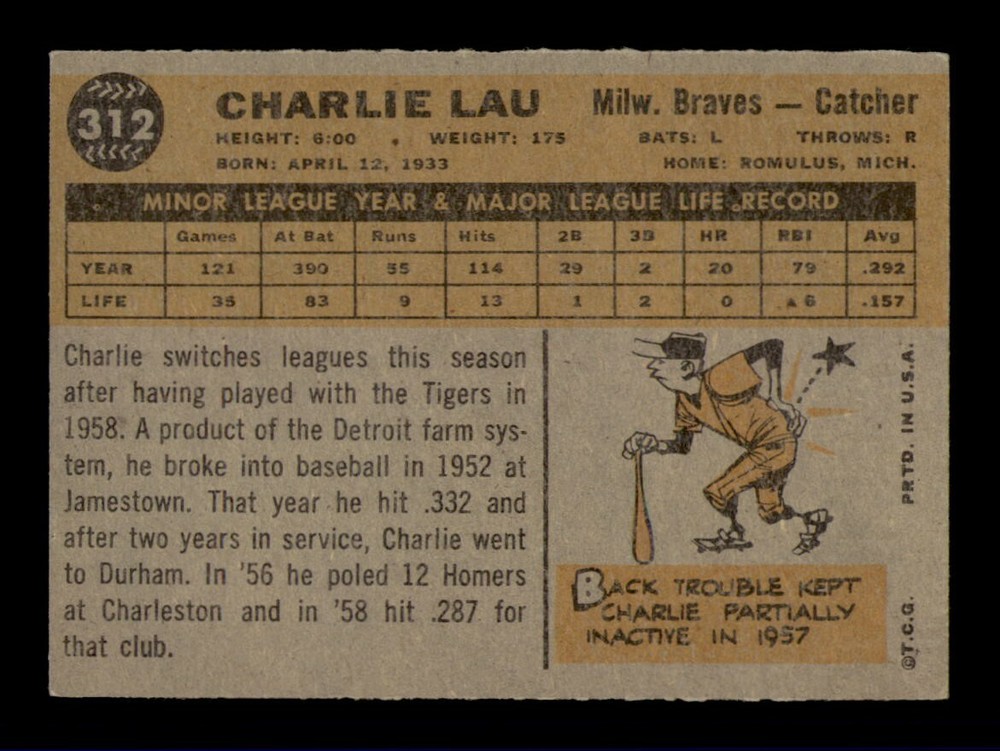 312
CHARLIE LAU Milw. Braves — Catcher
HEIGHT: 6:00 . WEIGHT: 175 BATS: L THROWS: R
BORN: APRIL 12, 1933 HOME: ROMULUS, MICH.
MINOR LEAGUE YEAR & MAJOR LEAGUE LIFE RECORD
Games At Bat Runs Hits 2B 3B HR RBI Avg
YEAR 121 390 55 114 29 2 20 79 .292
LIFE 35 83 9 13 1 2 0 6 .157
Charlie switches leagues this season
after having played with the Tigers in
1958. A product of the Detroit farm sys-
tem, he broke into baseball in 1952 at
Jamestown. That year he hit .332 and
after two years in service, Charlie went
to Durham. In '56 he poled 12 Homers
at Charleston and in '58 hit .287 for
that club.
BACK TROUBLE KEPT
CHARLIE PARTIALLY
INACTIVE IN 1957
©T.C.G. PRTD. IN U.S.A.